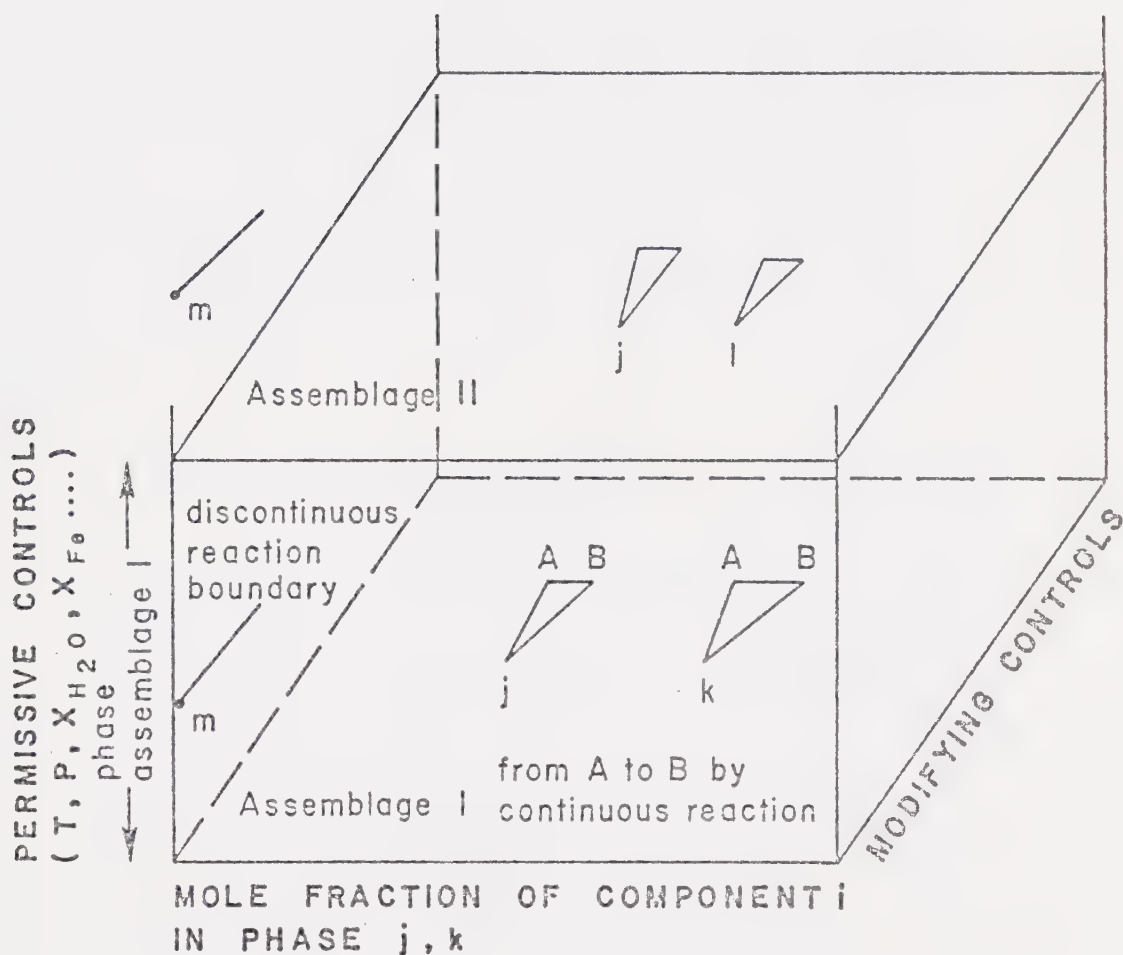 m
j l
Assemblage II
discontinuous
reaction
boundary
A B A B
j k
m
Assemblage I
from A to B by
continuous reaction
PERMISSIVE CONTROLS
( T, P, X H2O, X Fe .... )
phase
assemblage I
MODIFYING CONTROLS
MOLE FRACTION OF COMPONENT i
IN PHASE j, k